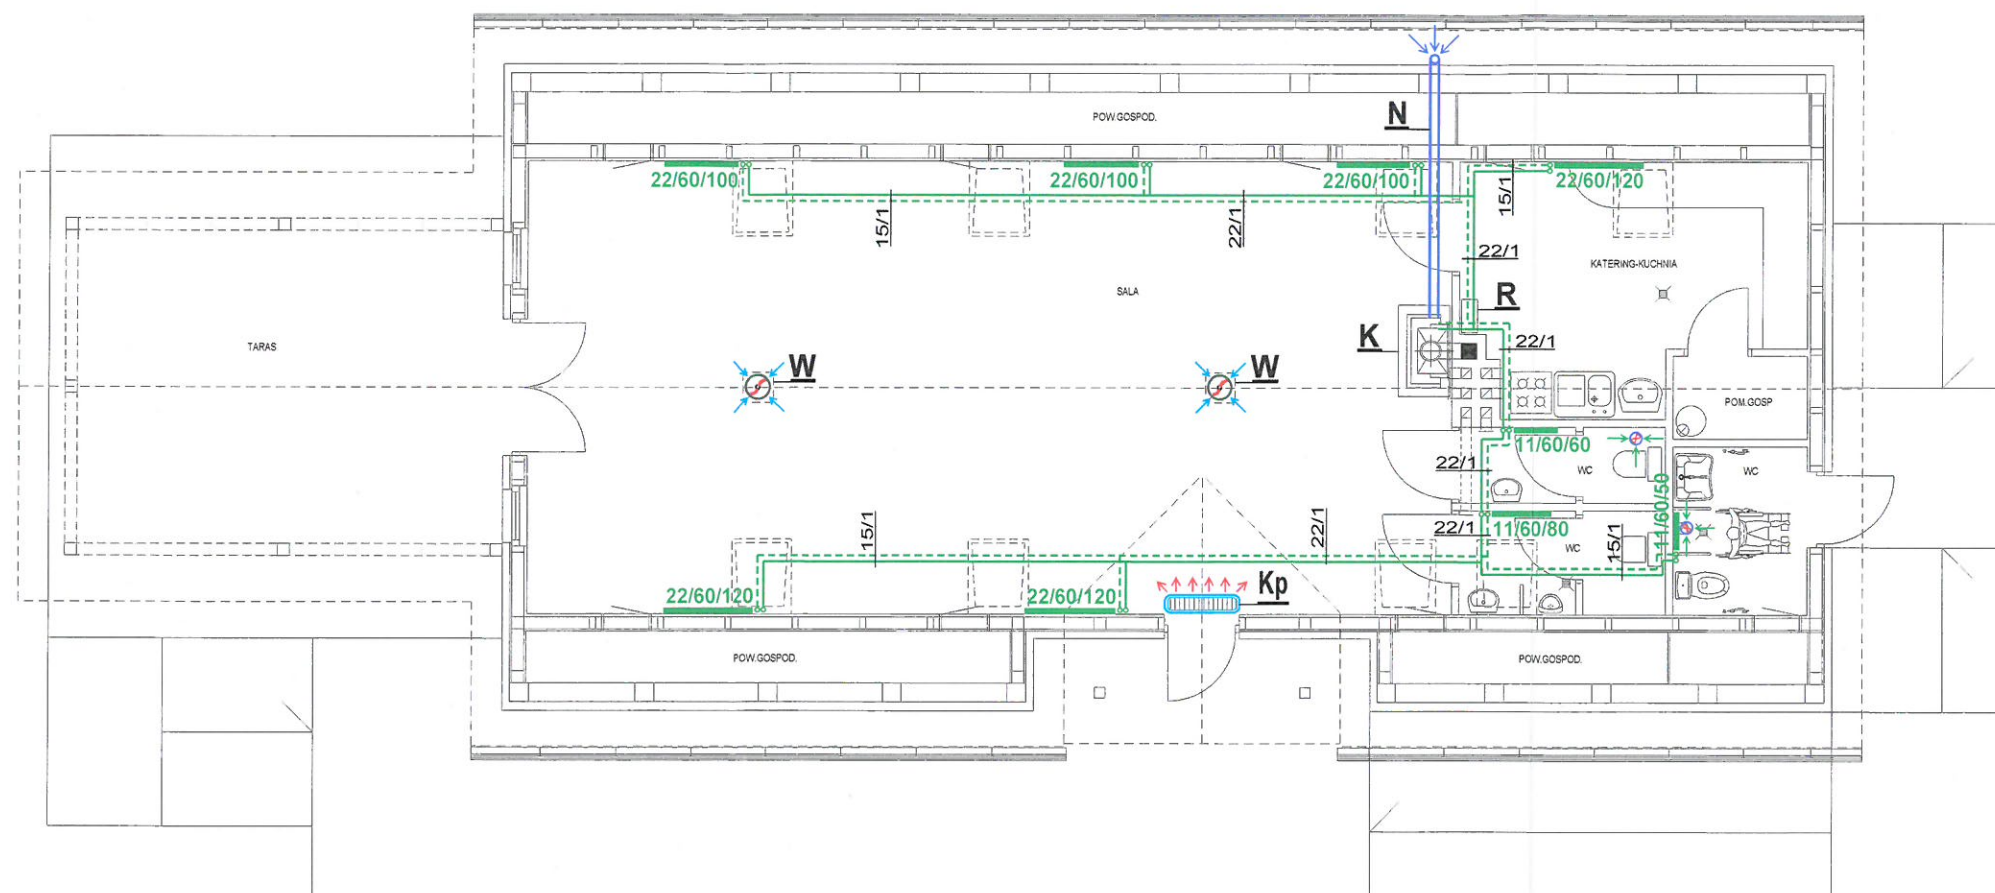 N
POW.GOSPOD.
22/60/100
22/60/100
22/60/100
22/60/120
15/1
22/1
15/1
22/1
KATERING-KUCHNIA
SALA
R
TARAS
K
22/1
W
W
POM.GOSP
11/60/60
22/1
WC
WC
11/60/50
15/1
22/1
22/1
11/60/80
WC
15/1
22/60/120
22/60/120
Kp
POW.GOSPOD.
POW.GOSPOD.